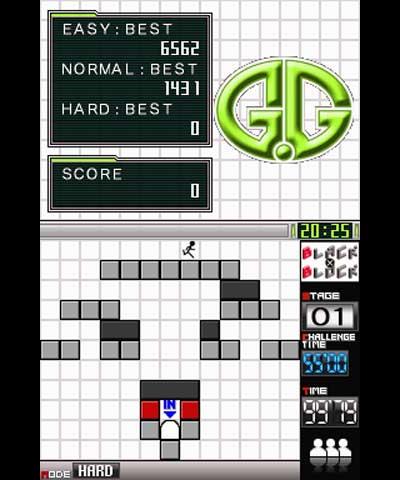 EASY:BEST
6562
NORMAL:BEST
1431
HARD:BEST
0
G.G
SCORE
0
20:25
BLACK
X
BLOCK
STAGE
01
CHALLENGE
TIME
55'00
TIME
99'79
IN
MODE HARD